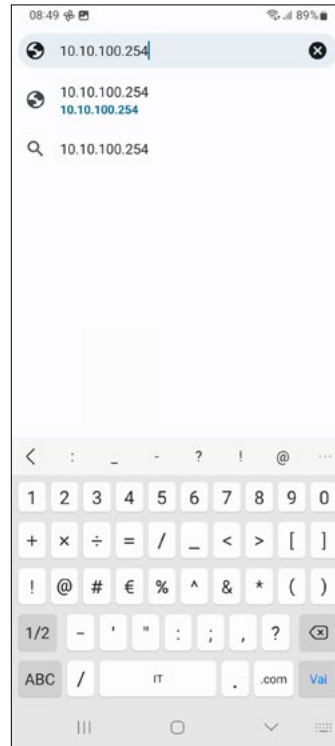 08:49 89%
10.10.100.254
10.10.100.254
10.10.100.254
10.10.100.254
: _ - ? ! @ ...
1 2 3 4 5 6 7 8 9 0
+ × ÷ = / _ < > [ ]
! @ # € % ^ & * ( )
1/2 - ' " : ; , ?
ABC / IT . .com Vai